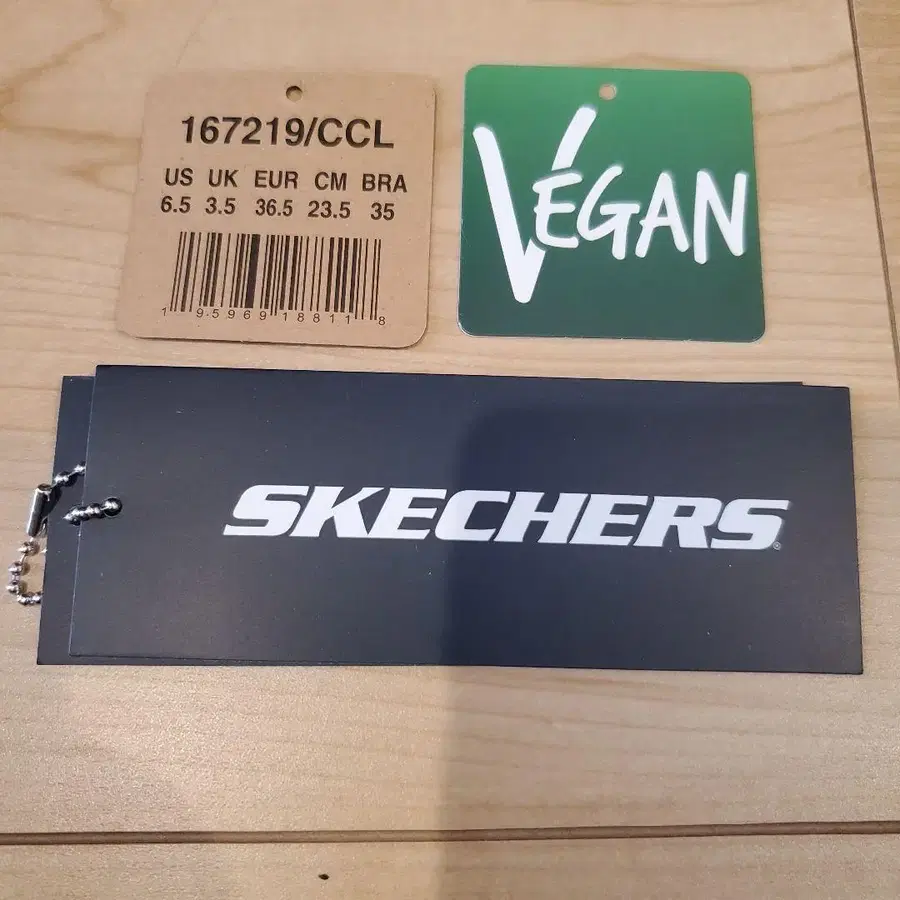 167219/CCL
US UK EUR CM BRA
6.5 3.5 36.5 23.5 35
1 95969 18811 8
VEGAN
SKECHERS®